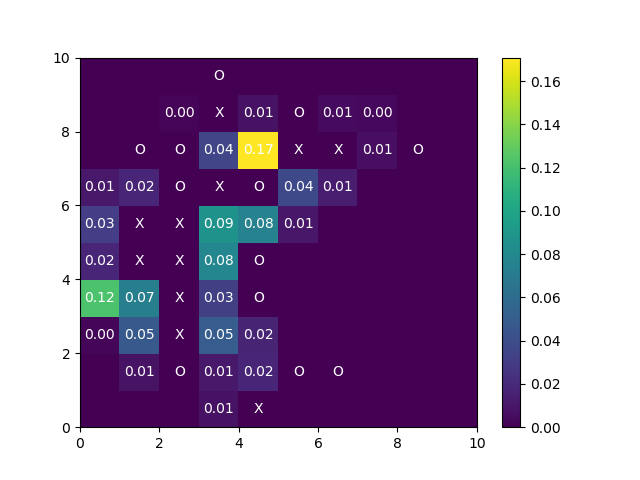 10
O
0.00 X 0.01 O 0.01 0.00
8
O O 0.04 0.17 X X 0.01 O
0.01 0.02 O X O 0.04 0.01
6
0.03 X X 0.09 0.08 0.01
0.02 X X 0.08 O
4
0.12 0.07 X 0.03 O
0.00 0.05 X 0.05 0.02
2
0.01 O 0.01 0.02 O O
0.01 X
0
0 2 4 6 8 10
0.16
0.14
0.12
0.10
0.08
0.06
0.04
0.02
0.00